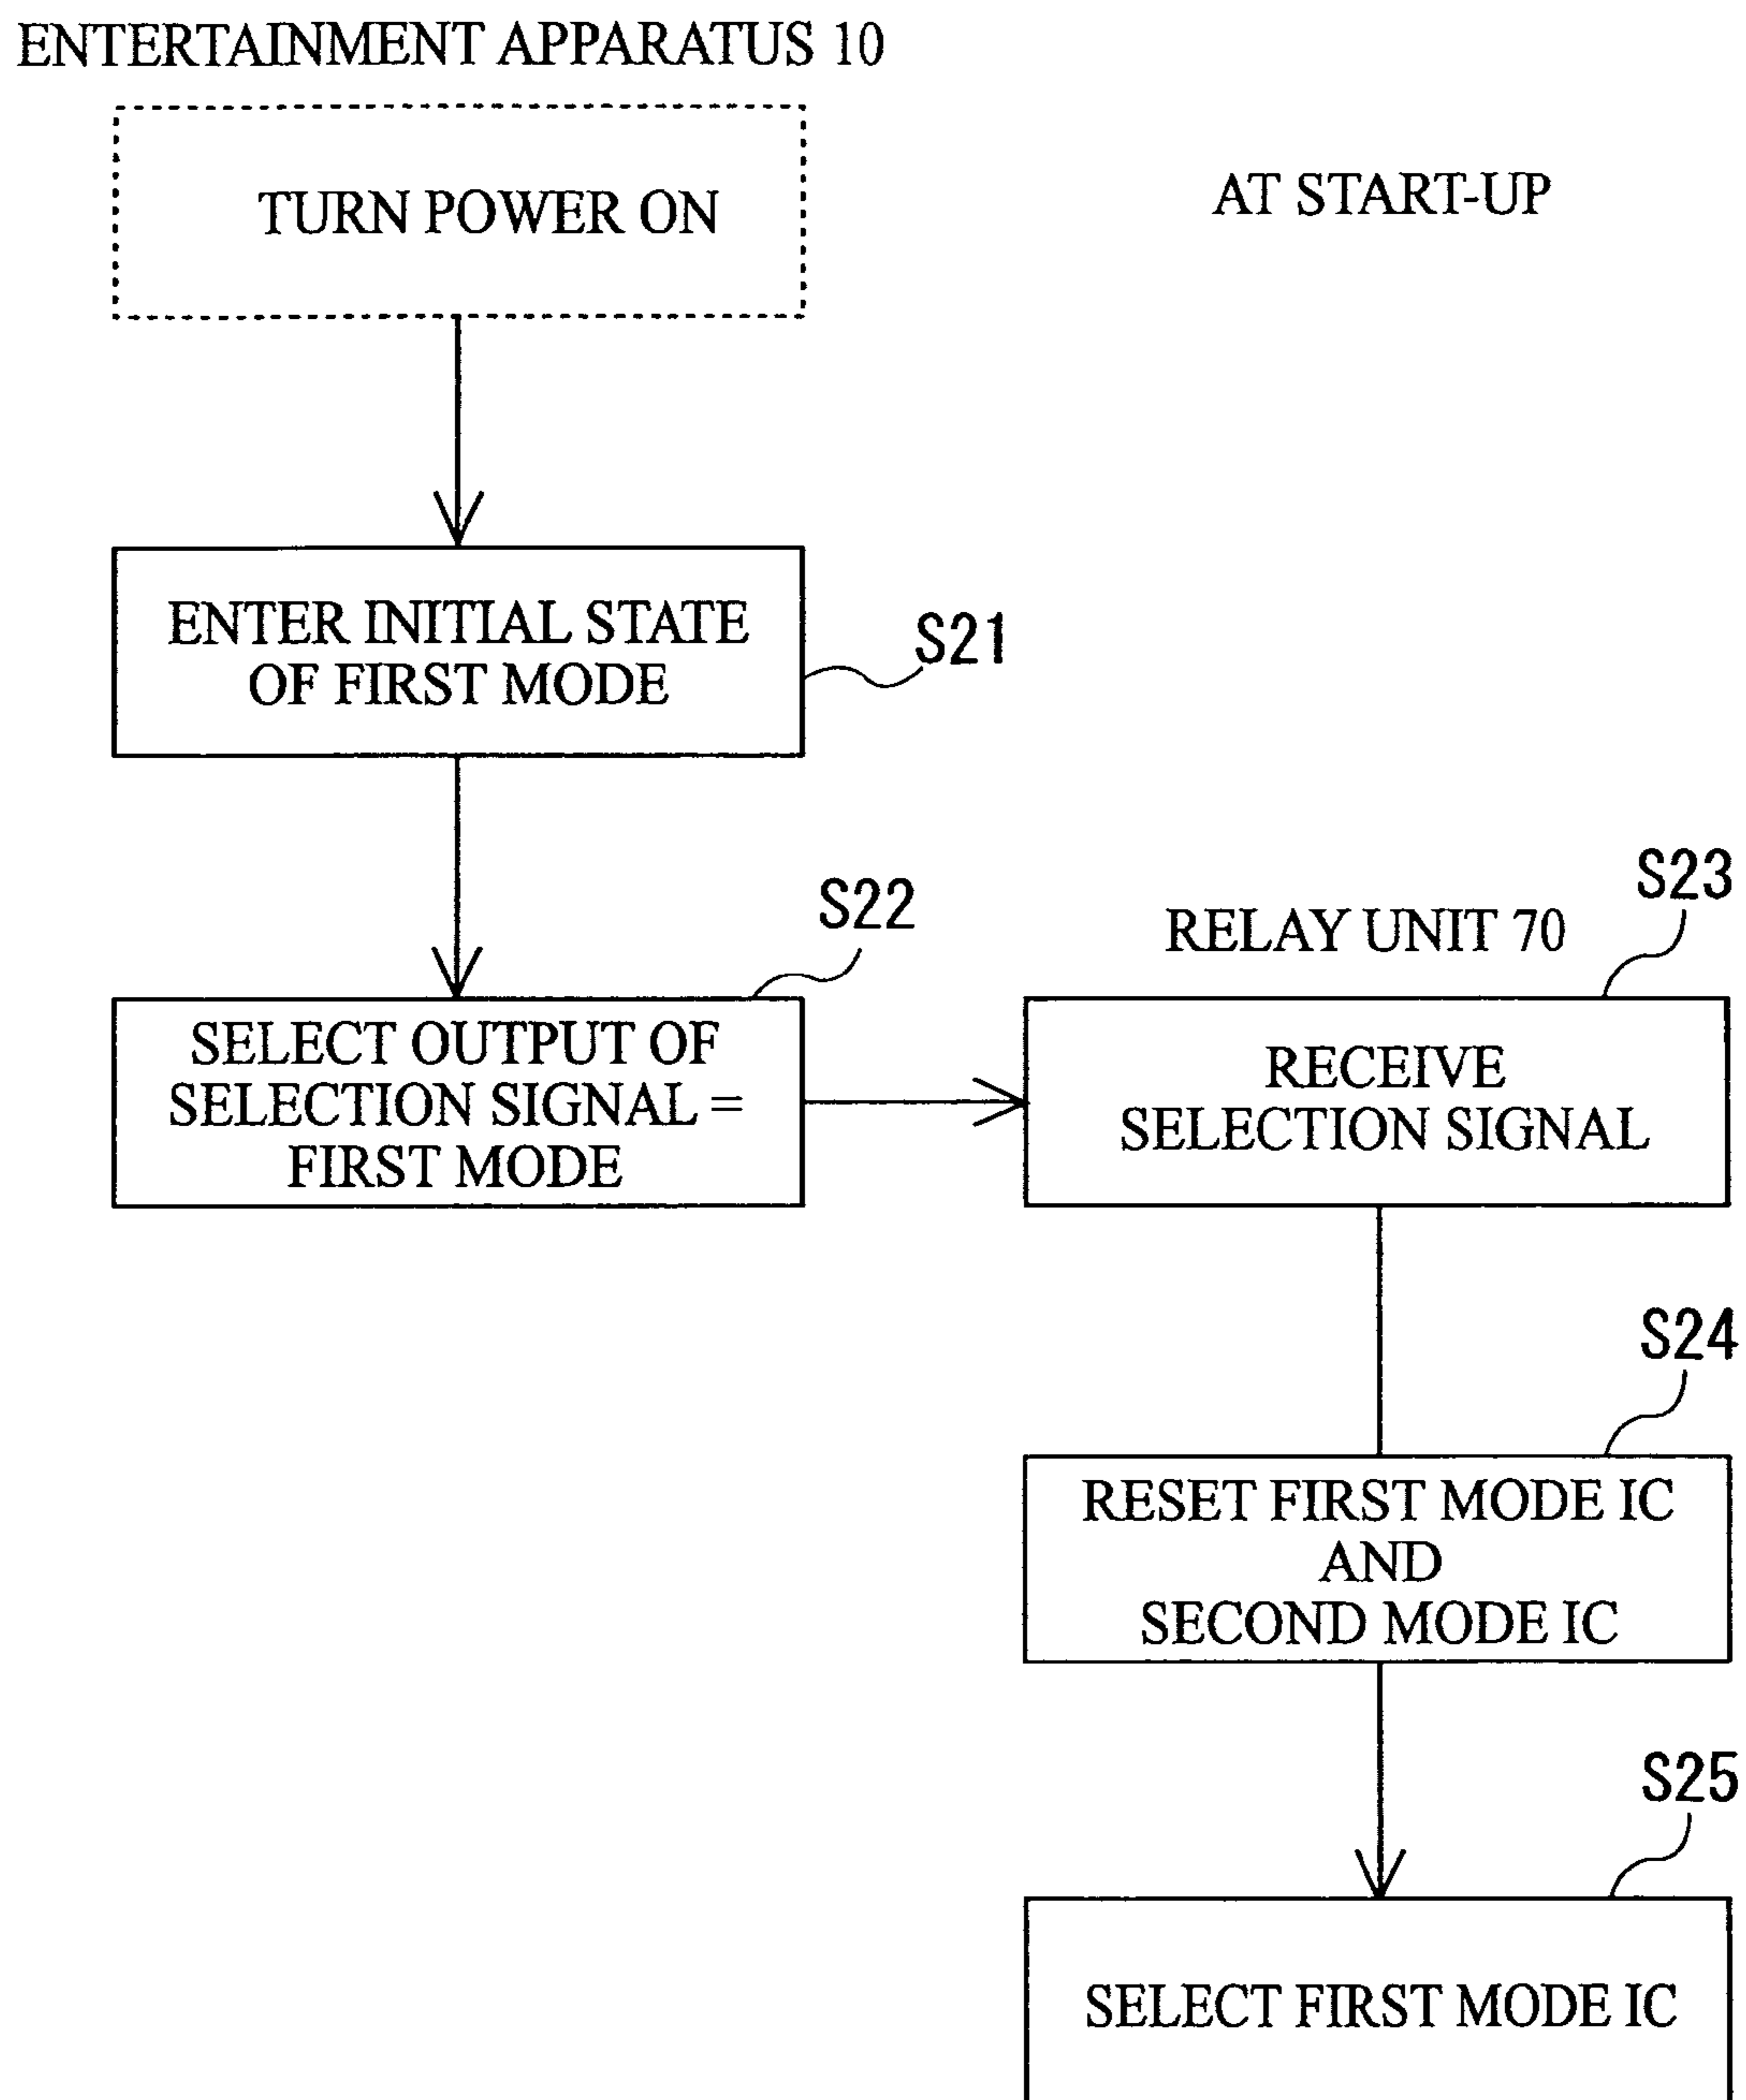 ENTERTAINMENT APPARATUS 10
TURN POWER ON
AT START-UP
ENTER INITIAL STATE
OF FIRST MODE
S21
S22
SELECT OUTPUT OF
SELECTION SIGNAL =
FIRST MODE
RELAY UNIT 70
S23
RECEIVE
SELECTION SIGNAL
S24
RESET FIRST MODE IC
AND
SECOND MODE IC
S25
SELECT FIRST MODE IC